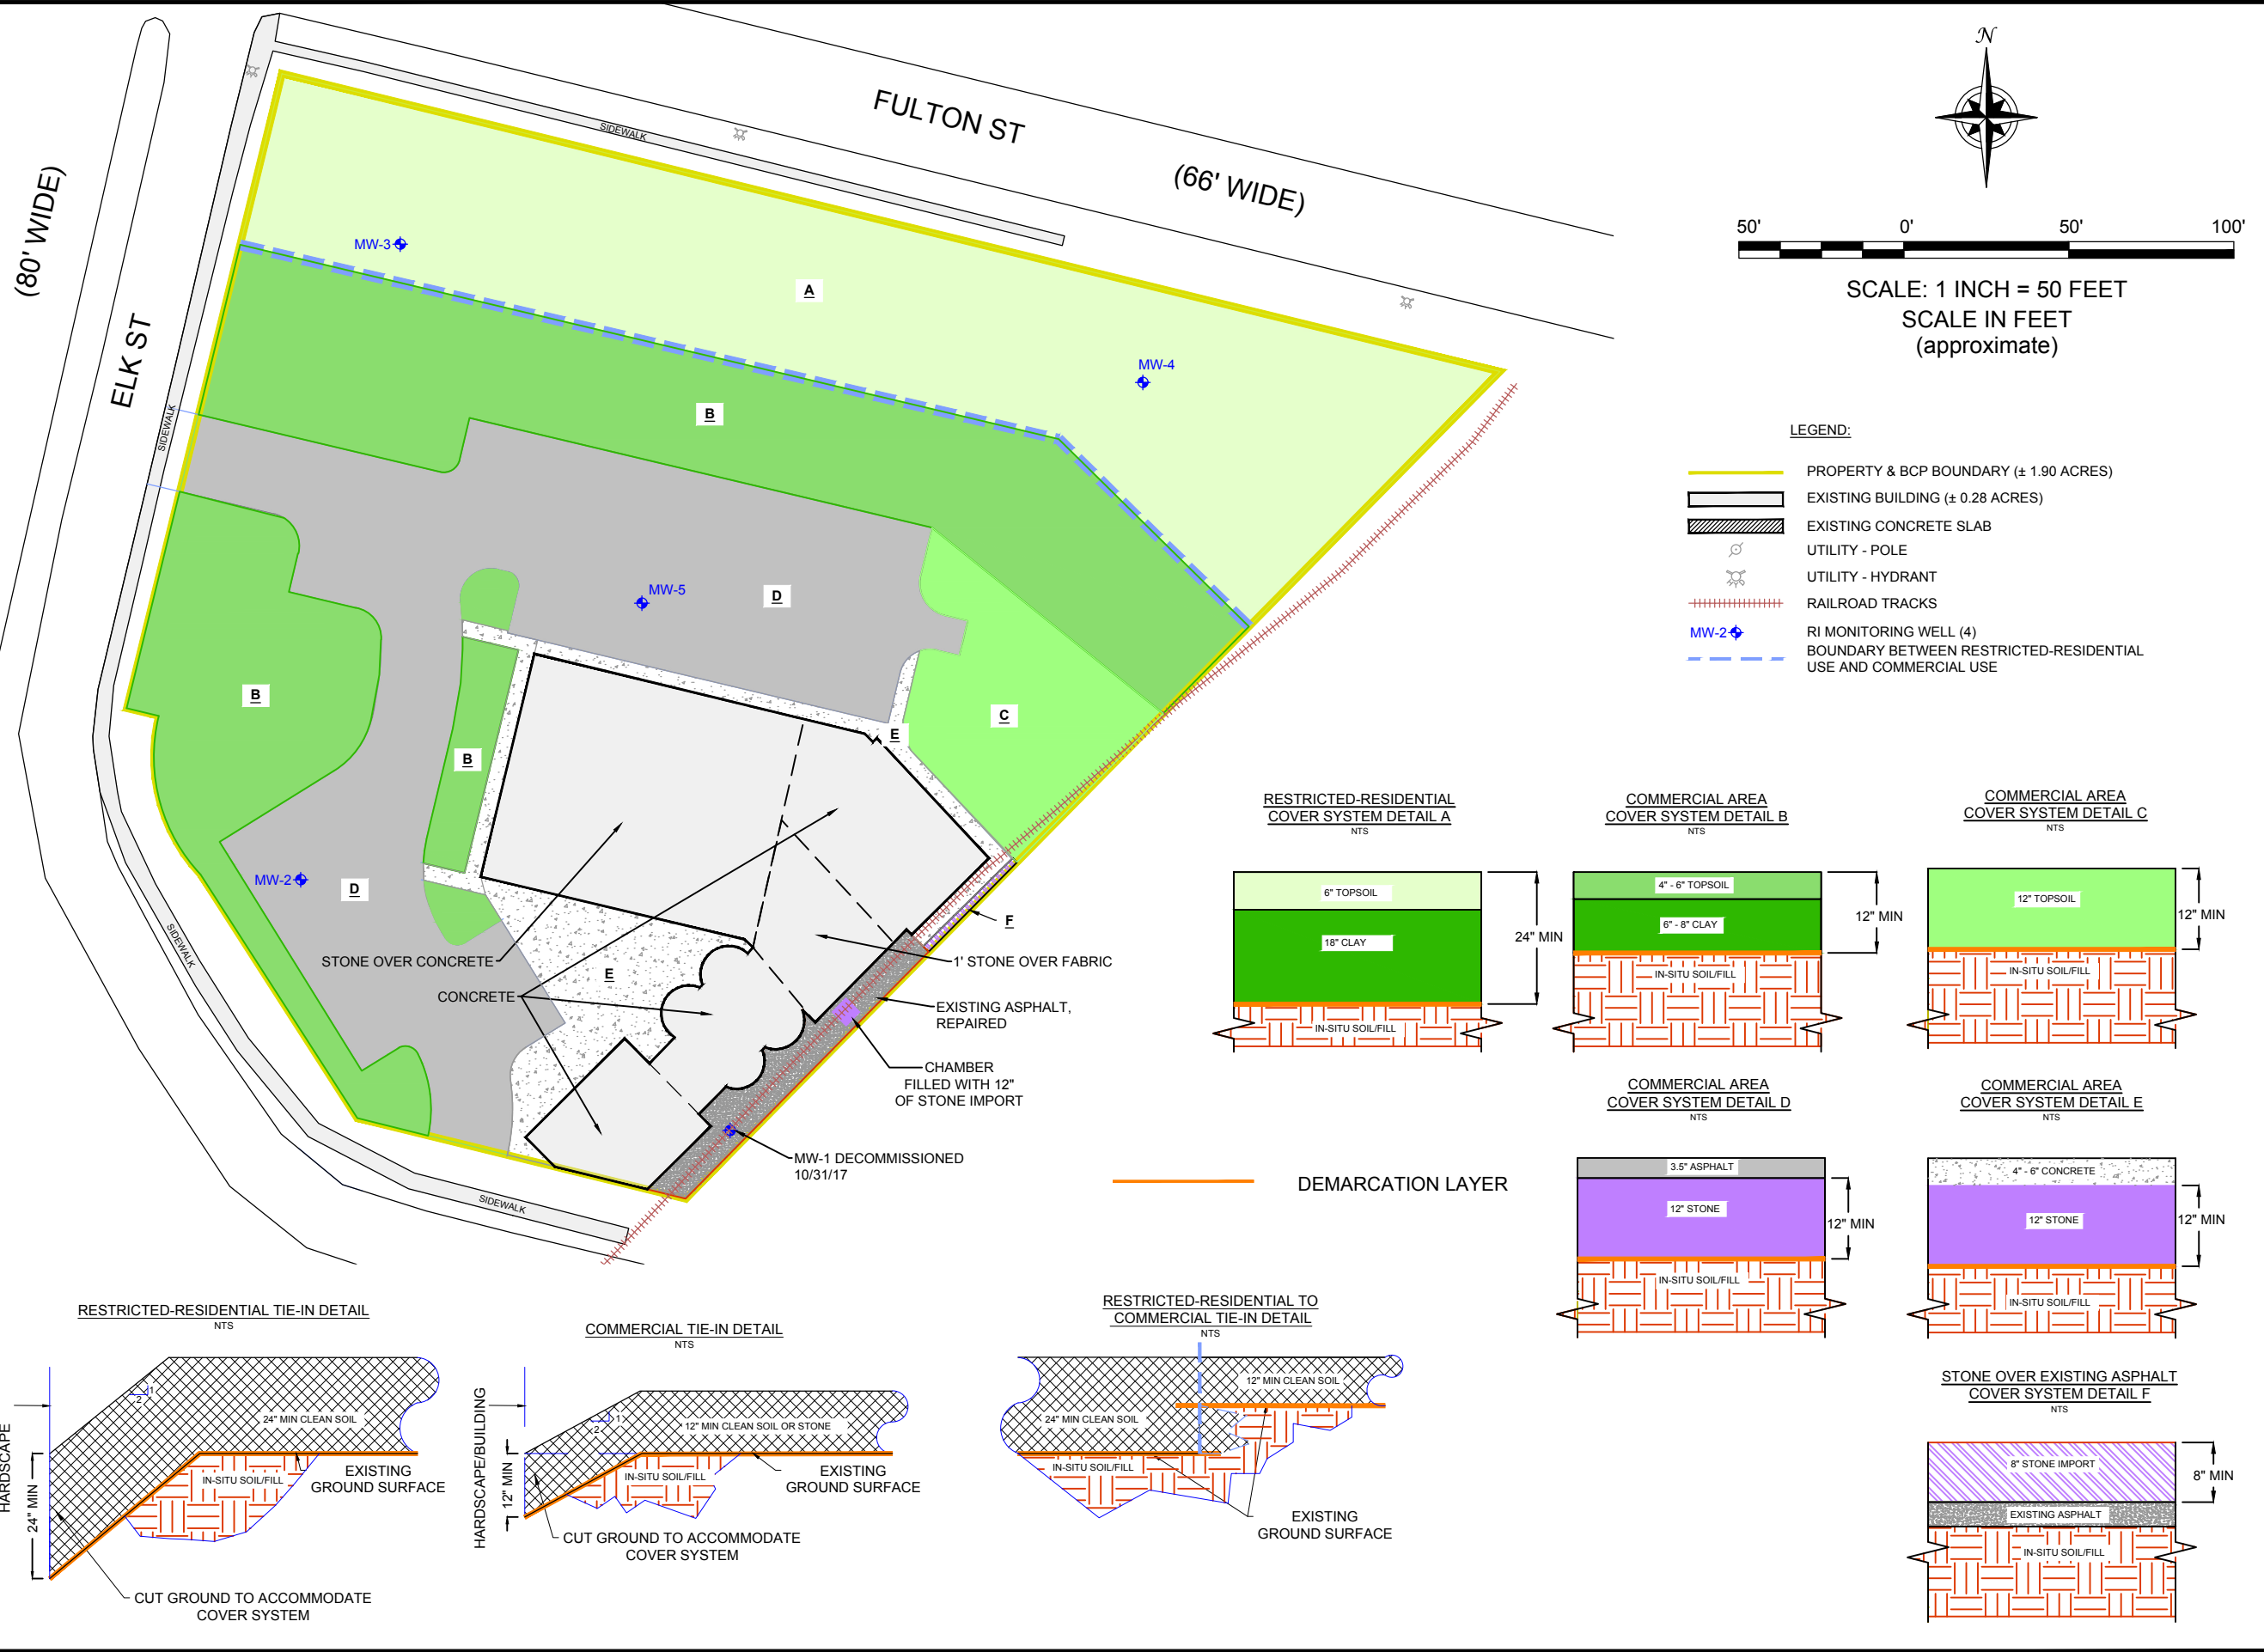 N
FULTON ST
(66' WIDE)
SIDEWALK
(80' WIDE)
ELK ST
SIDEWALK
SIDEWALK
SIDEWALK
50'
0'
50'
100'
SCALE: 1 INCH = 50 FEET
SCALE IN FEET
(approximate)
MW-3
A
MW-4
B
MW-5
D
B
B
C
E
MW-2
D
F
STONE OVER CONCRETE
E
1' STONE OVER FABRIC
CONCRETE
EXISTING ASPHALT,
REPAIRED
CHAMBER
FILLED WITH 12"
OF STONE IMPORT
MW-1 DECOMMISSIONED
10/31/17
LEGEND:
PROPERTY & BCP BOUNDARY (± 1.90 ACRES)
EXISTING BUILDING (± 0.28 ACRES)
EXISTING CONCRETE SLAB
UTILITY - POLE
UTILITY - HYDRANT
RAILROAD TRACKS
MW-2
RI MONITORING WELL (4)
BOUNDARY BETWEEN RESTRICTED-RESIDENTIAL
USE AND COMMERCIAL USE
RESTRICTED-RESIDENTIAL
COVER SYSTEM DETAIL A
NTS
6" TOPSOIL
18" CLAY
24" MIN
IN-SITU SOIL/FILL
COMMERCIAL AREA
COVER SYSTEM DETAIL B
NTS
4" - 6" TOPSOIL
6" - 8" CLAY
12" MIN
IN-SITU SOIL/FILL
COMMERCIAL AREA
COVER SYSTEM DETAIL C
NTS
12" TOPSOIL
12" MIN
IN-SITU SOIL/FILL
DEMARCATION LAYER
COMMERCIAL AREA
COVER SYSTEM DETAIL D
NTS
3.5" ASPHALT
12" STONE
12" MIN
IN-SITU SOIL/FILL
COMMERCIAL AREA
COVER SYSTEM DETAIL E
NTS
4" - 6" CONCRETE
12" STONE
12" MIN
IN-SITU SOIL/FILL
RESTRICTED-RESIDENTIAL TIE-IN DETAIL
NTS
1
2
24" MIN CLEAN SOIL
HARDSCAPE
24" MIN
IN-SITU SOIL/FILL
EXISTING
GROUND SURFACE
CUT GROUND TO ACCOMMODATE
COVER SYSTEM
COMMERCIAL TIE-IN DETAIL
NTS
1
2
12" MIN CLEAN SOIL OR STONE
HARDSCAPE/BUILDING
12" MIN
IN-SITU SOIL/FILL
EXISTING
GROUND SURFACE
CUT GROUND TO ACCOMMODATE
COVER SYSTEM
RESTRICTED-RESIDENTIAL TO
COMMERCIAL TIE-IN DETAIL
NTS
12" MIN CLEAN SOIL
24" MIN CLEAN SOIL
IN-SITU SOIL/FILL
EXISTING
GROUND SURFACE
STONE OVER EXISTING ASPHALT
COVER SYSTEM DETAIL F
NTS
8" STONE IMPORT
8" MIN
EXISTING ASPHALT
IN-SITU SOIL/FILL